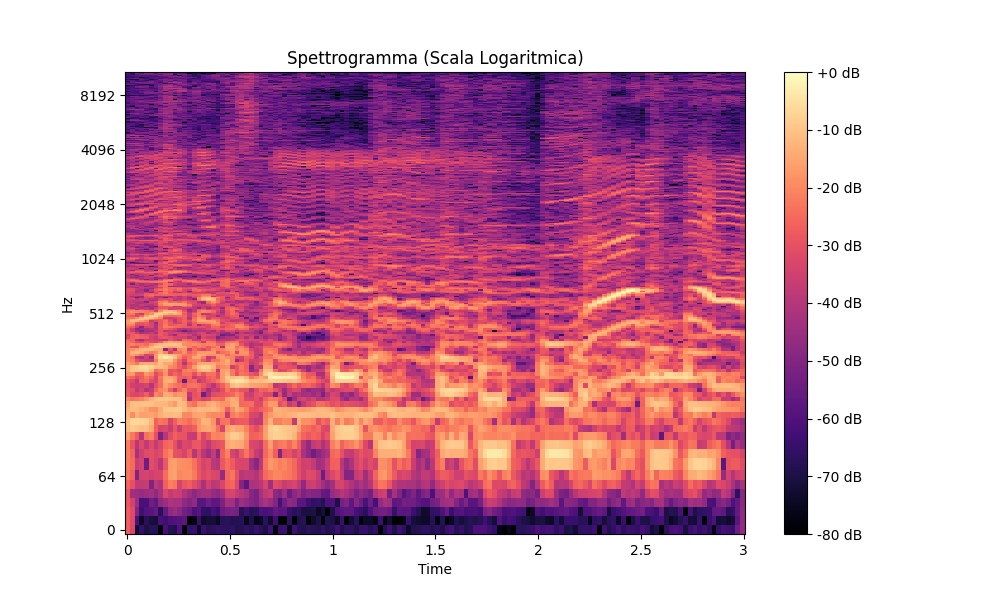 Spettrogramma (Scala Logaritmica)
8192
4096
2048
1024
512
256
128
64
0
Hz
0
0.5
1
1.5
2
2.5
3
Time
+0 dB
-10 dB
-20 dB
-30 dB
-40 dB
-50 dB
-60 dB
-70 dB
-80 dB